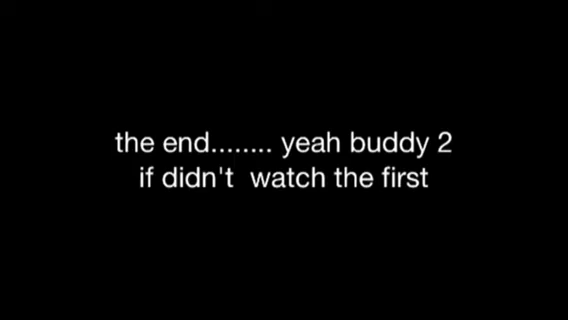 the end........ yeah buddy 2
if didn't  watch the first